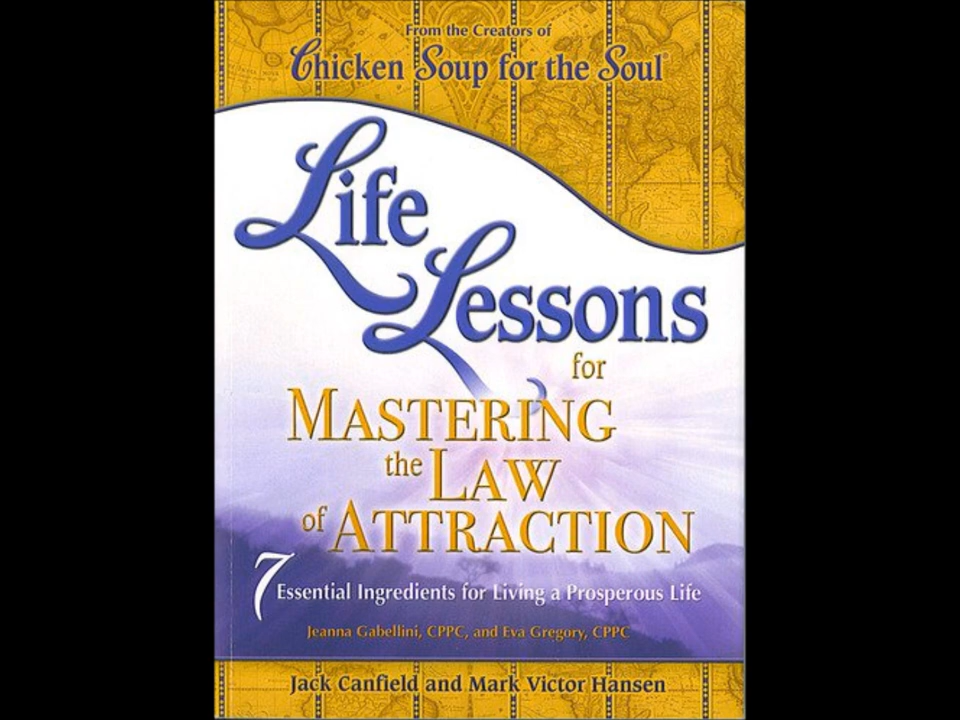 From the Creators of
Chicken Soup for the Soul®
Life
Lessons
for
MASTERING
the LAW
of ATTRACTION
7 Essential Ingredients for Living a Prosperous Life
Jeanna Gabellini, CPPC, and Eva Gregory, CPPC
Jack Canfield and Mark Victor Hansen